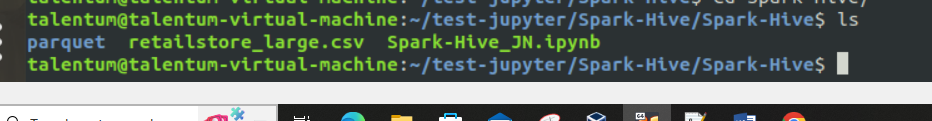 talentum@talentum-virtual-machine:~/test-jupyter/Spark-Hive$ cd Spark-Hive/
talentum@talentum-virtual-machine:~/test-jupyter/Spark-Hive/Spark-Hive$ ls
parquet  retailstore_large.csv  Spark-Hive_JN.ipynb
talentum@talentum-virtual-machine:~/test-jupyter/Spark-Hive/Spark-Hive$